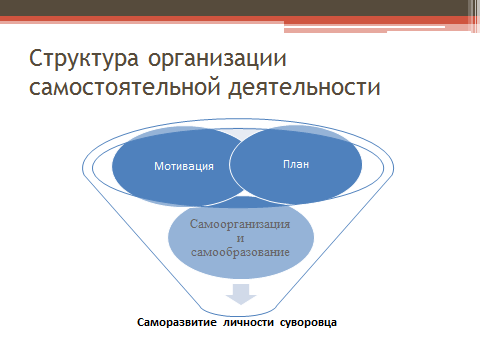 Структура организации
самостоятельной деятельности
Мотивация
План
Самоорганизация
и
самообразование
Саморазвитие личности суворовца